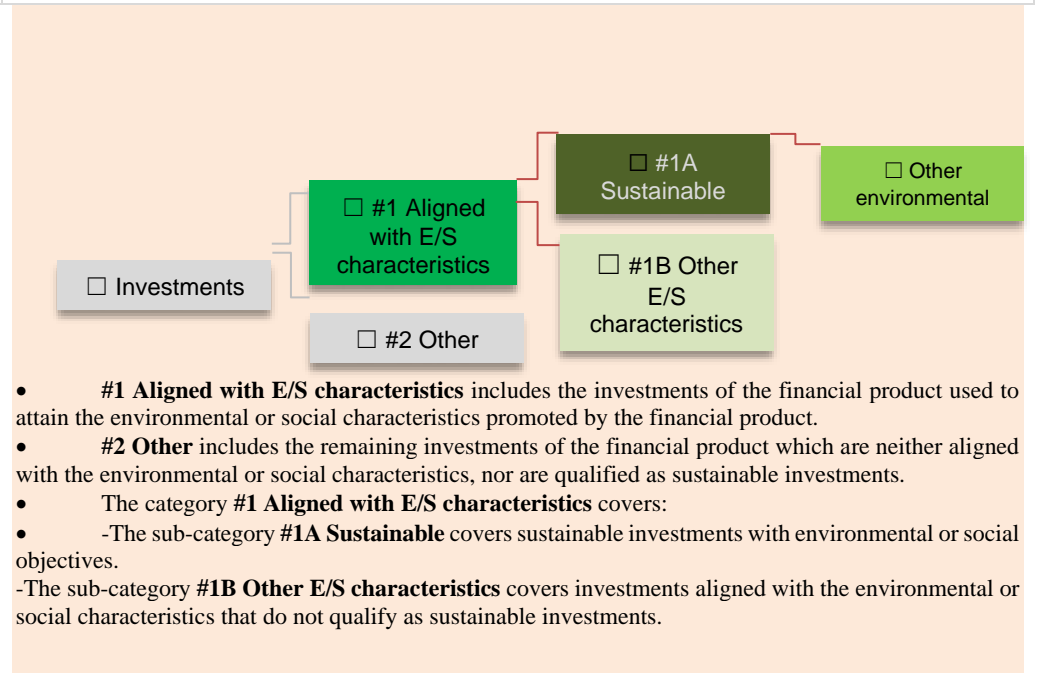 ☐ #1A
Sustainable
☐ Other
environmental
☐ #1 Aligned
with E/S
characteristics
☐ #1B Other
E/S
characteristics
☐ Investments
☐ #2 Other
• #1 Aligned with E/S characteristics includes the investments of the financial product used to
attain the environmental or social characteristics promoted by the financial product.
• #2 Other includes the remaining investments of the financial product which are neither aligned
with the environmental or social characteristics, nor are qualified as sustainable investments.
• The category #1 Aligned with E/S characteristics covers:
• -The sub-category #1A Sustainable covers sustainable investments with environmental or social
objectives.
-The sub-category #1B Other E/S characteristics covers investments aligned with the environmental or
social characteristics that do not qualify as sustainable investments.